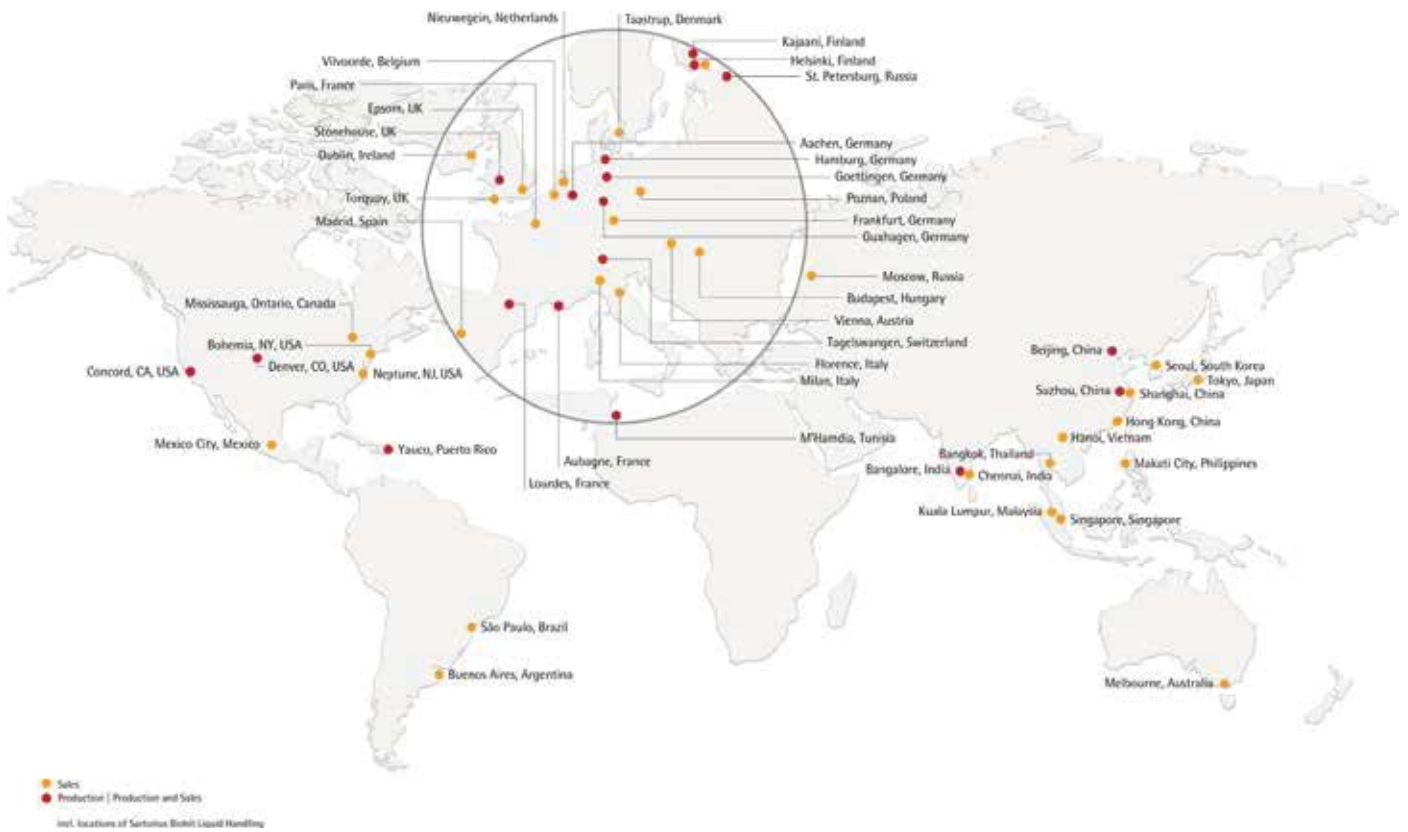 Nieuwegein, Netherlands
Taastrup, Denmark
Kajaani, Finland
Vilvoorde, Belgium
Helsinki, Finland
St. Petersburg, Russia
Paris, France
Epsom, UK
Stonehouse, UK
Aachen, Germany
Dublin, Ireland
Hamburg, Germany
Goettingen, Germany
Torquay, UK
Poznan, Poland
Madrid, Spain
Frankfurt, Germany
Guxhagen, Germany
Moscow, Russia
Mississauga, Ontario, Canada
Budapest, Hungary
Vienna, Austria
Bohemia, NY, USA
Tagelswangen, Switzerland
Beijing, China
Denver, CO, USA
Florence, Italy
Seoul, South Korea
Concord, CA, USA
Neptune, NJ, USA
Milan, Italy
Tokyo, Japan
Suzhou, China
Shanghai, China
Hong Kong, China
Mexico City, Mexico
M'Hamdia, Tunisia
Hanoi, Vietnam
Yauco, Puerto Rico
Bangkok, Thailand
Aubagne, France
Makati City, Philippines
Bangalore, India
Chennai, India
Lourdes, France
Kuala Lumpur, Malaysia
Singapore, Singapore
São Paulo, Brazil
Buenos Aires, Argentina
Melbourne, Australia
Sales
Production | Production and Sales
incl. locations of Sartorius Biohit Liquid Handling